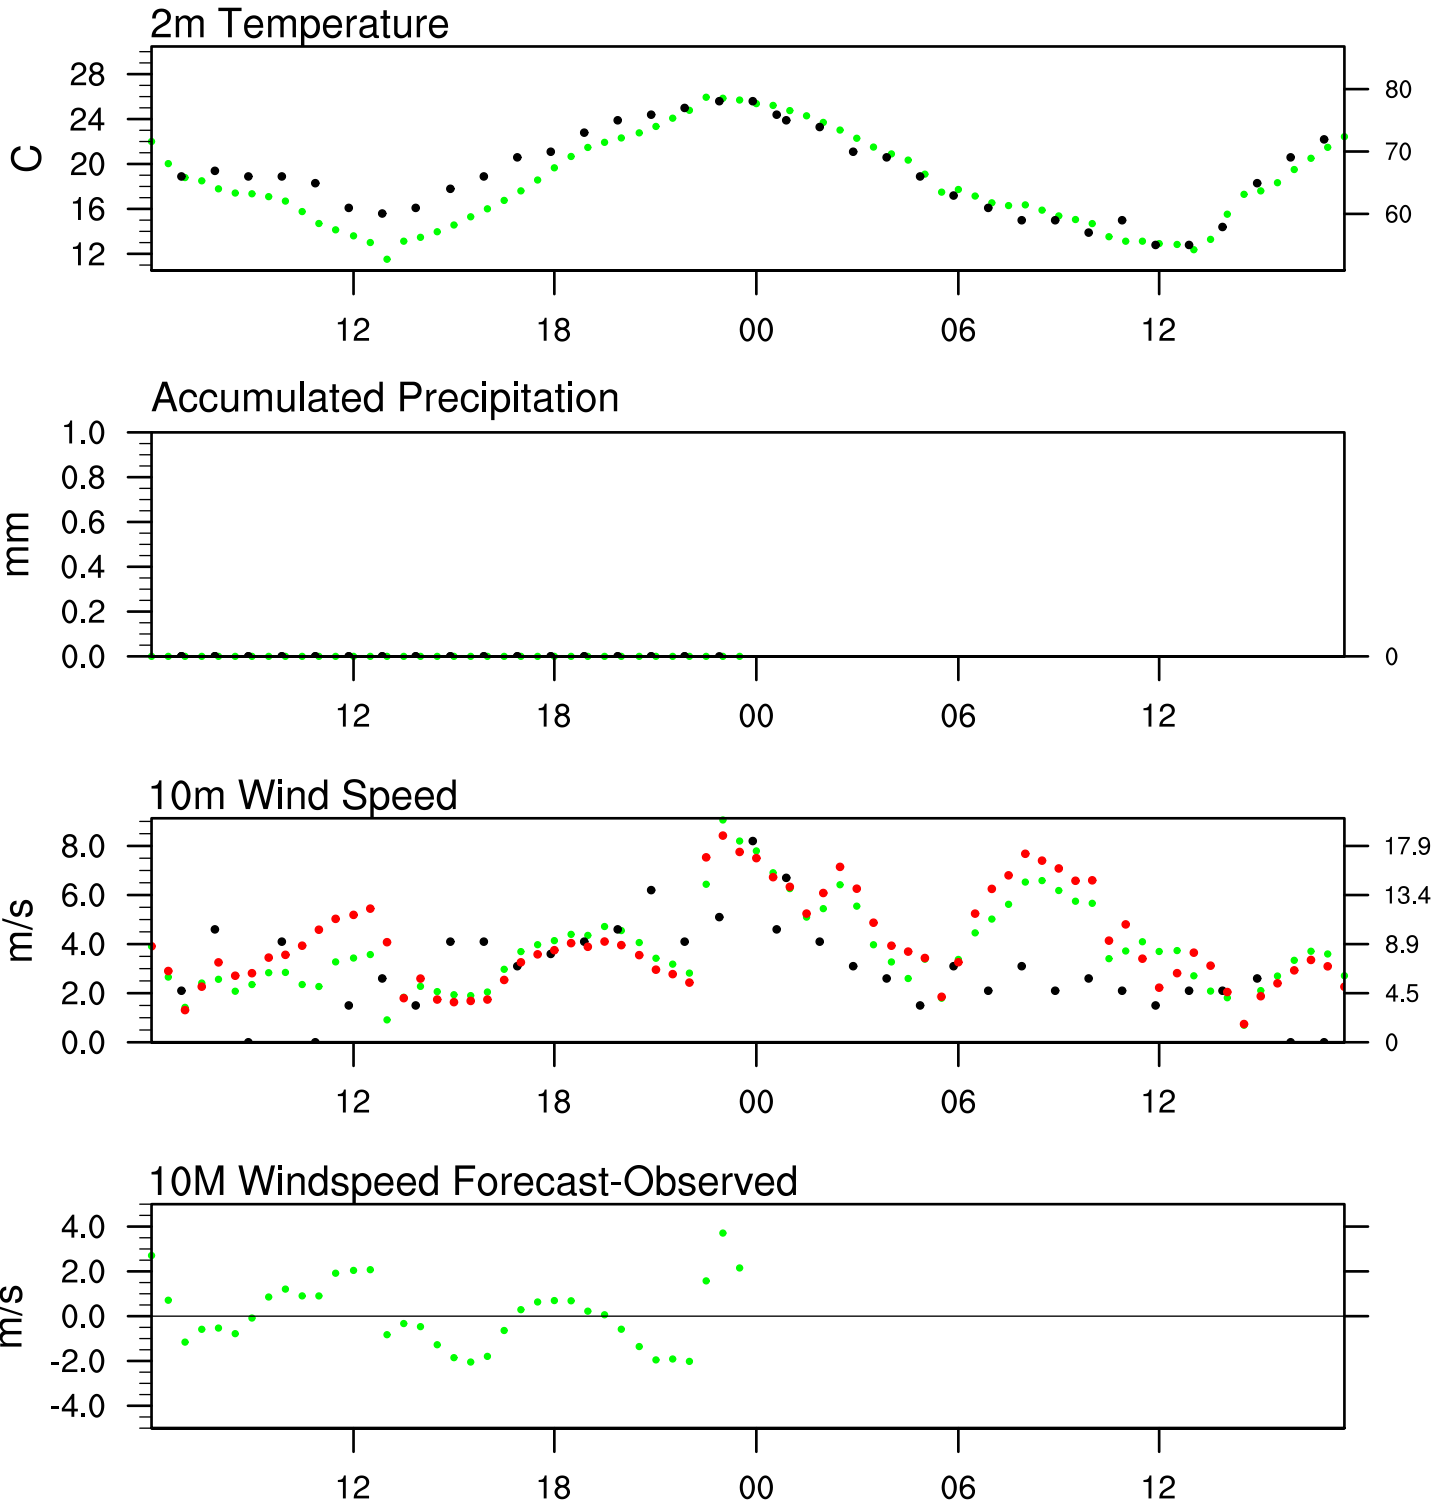 2m Temperature
28
24
20
16
12
C
80
70
60
12 18 00 06 12
Accumulated Precipitation
1.0
0.8
0.6
0.4
0.2
0.0
mm
0
12 18 00 06 12
10m Wind Speed
8.0
6.0
4.0
2.0
0.0
m/s
17.9
13.4
8.9
4.5
0
12 18 00 06 12
10M Windspeed Forecast-Observed
4.0
2.0
0.0
-2.0
-4.0
m/s
12 18 00 06 12